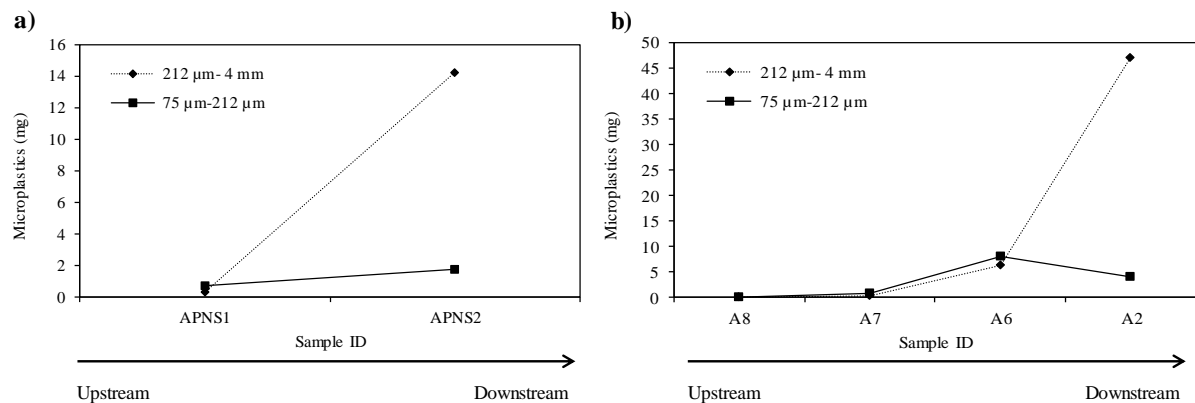 a)
16
14
12
10
8
6
4
2
0
Microplastics (mg)
212 µm- 4 mm
75 µm-212 µm
APNS1 APNS2
Sample ID
Upstream Downstream
b)
50
45
40
35
30
25
20
15
10
5
0
Microplastics (mg)
212 µm- 4 mm
75 µm-212 µm
A8 A7 A6 A2
Sample ID
Upstream Downstream